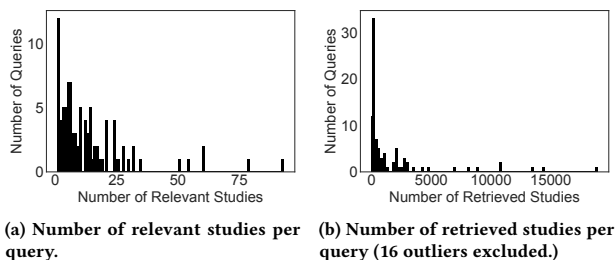 10
5
0
Number of Queries
0 25 50 75
Number of Relevant Studies
(a) Number of relevant studies per
query.
30
20
10
0
Number of Queries
0 5000 10000 15000
Number of Retrieved Studies
(b) Number of retrieved studies per
query (16 outliers excluded.)